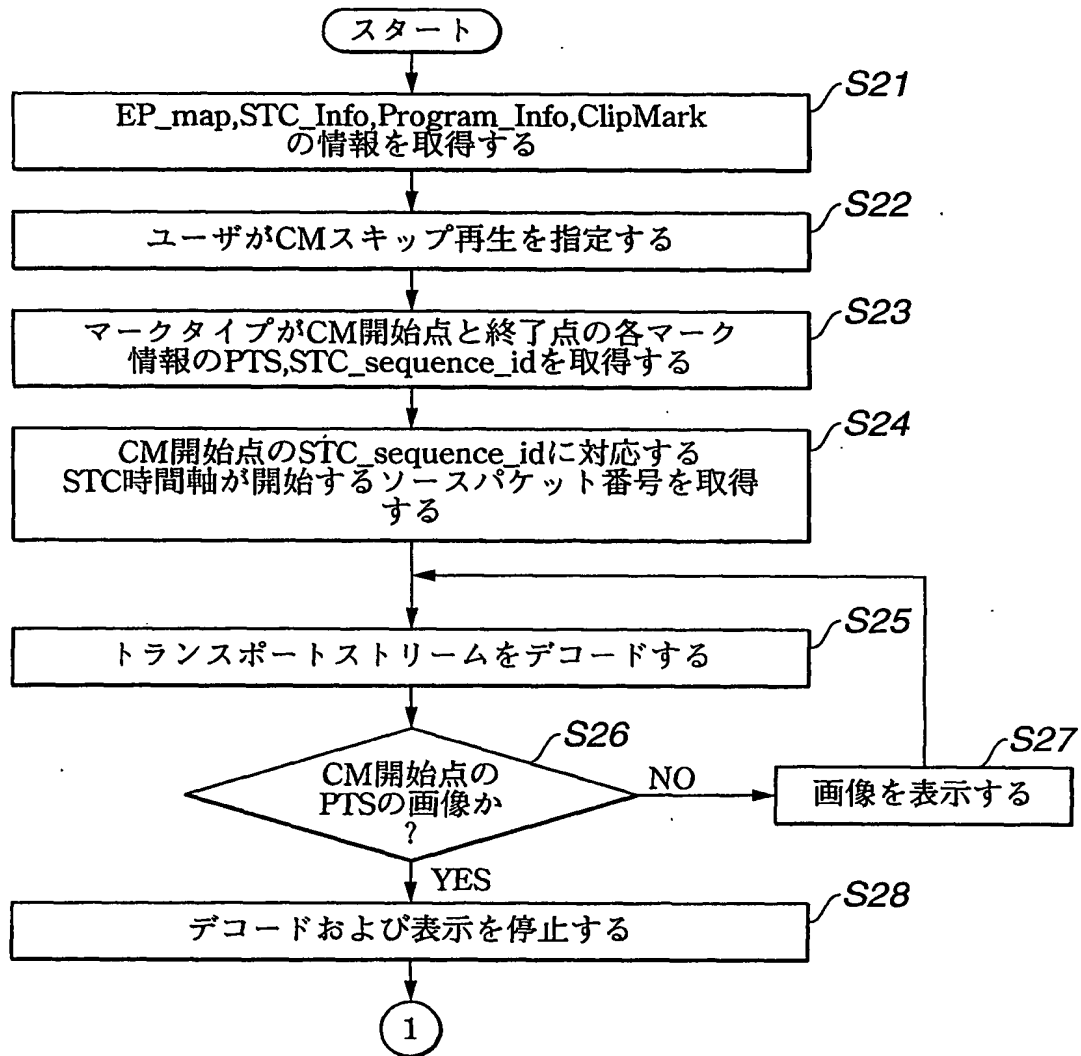 スタート
S21
EP_map,STC_Info,Program_Info,ClipMark
の情報を取得する
S22
ユーザがCMスキップ再生を指定する
S23
マークタイプがCM開始点と終了点の各マーク
情報のPTS,STC_sequence_idを取得する
S24
CM開始点のSTC_sequence_idに対応する
STC時間軸が開始するソースパケット番号を取得
する
S25
トランスポートストリームをデコードする
S26
CM開始点の
PTSの画像か
?
NO
S27
画像を表示する
YES
S28
デコードおよび表示を停止する
1